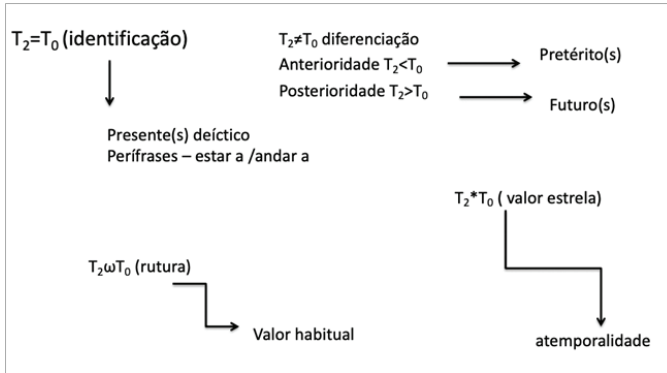 T₂=T₀ (identificação)
Presente(s) deíctico
Perífrases – estar a /andar a
T₂≠T₀ diferenciação
Anterioridade T₂<T₀
Pretérito(s)
Posterioridade T₂>T₀
Futuro(s)
T₂ωT₀ (rutura)
Valor habitual
T₂*T₀ ( valor estrela)
atemporalidade